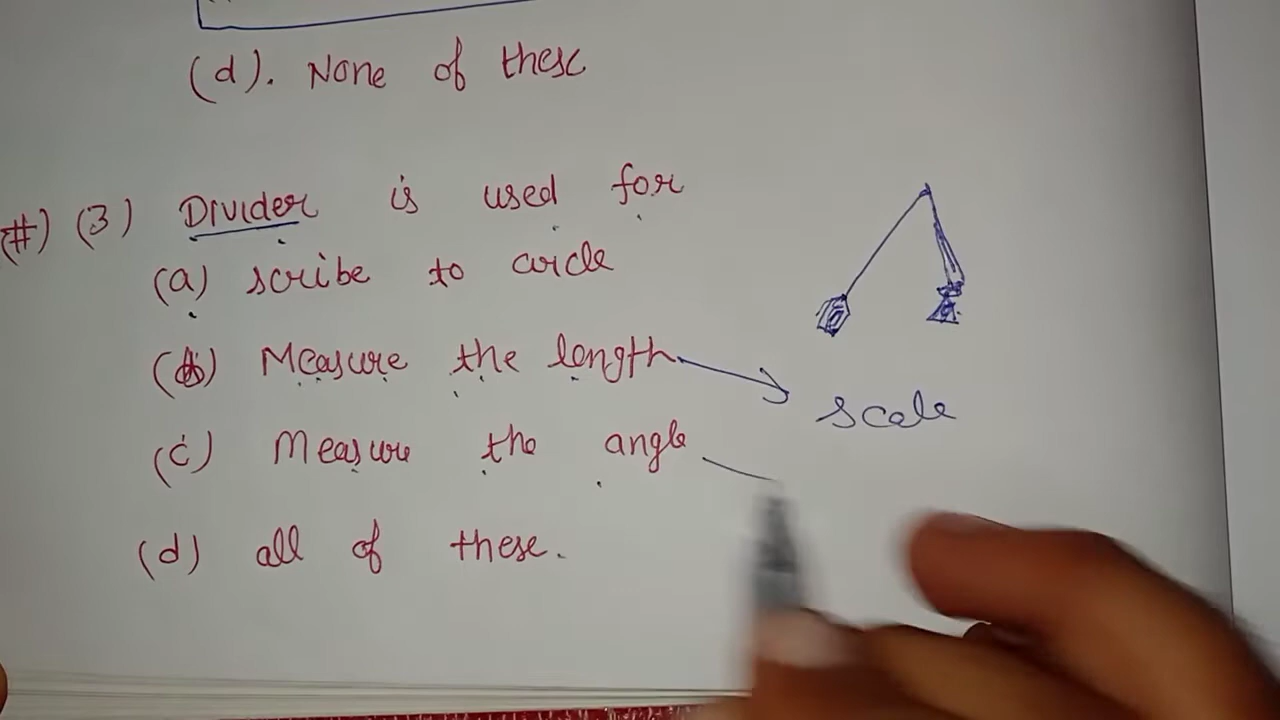 (d). None of these
(#) (3) Divider is used for
(a) scribe to circle
(b) Measure the length
scale
(c) Measure the angle
(d) all of these.